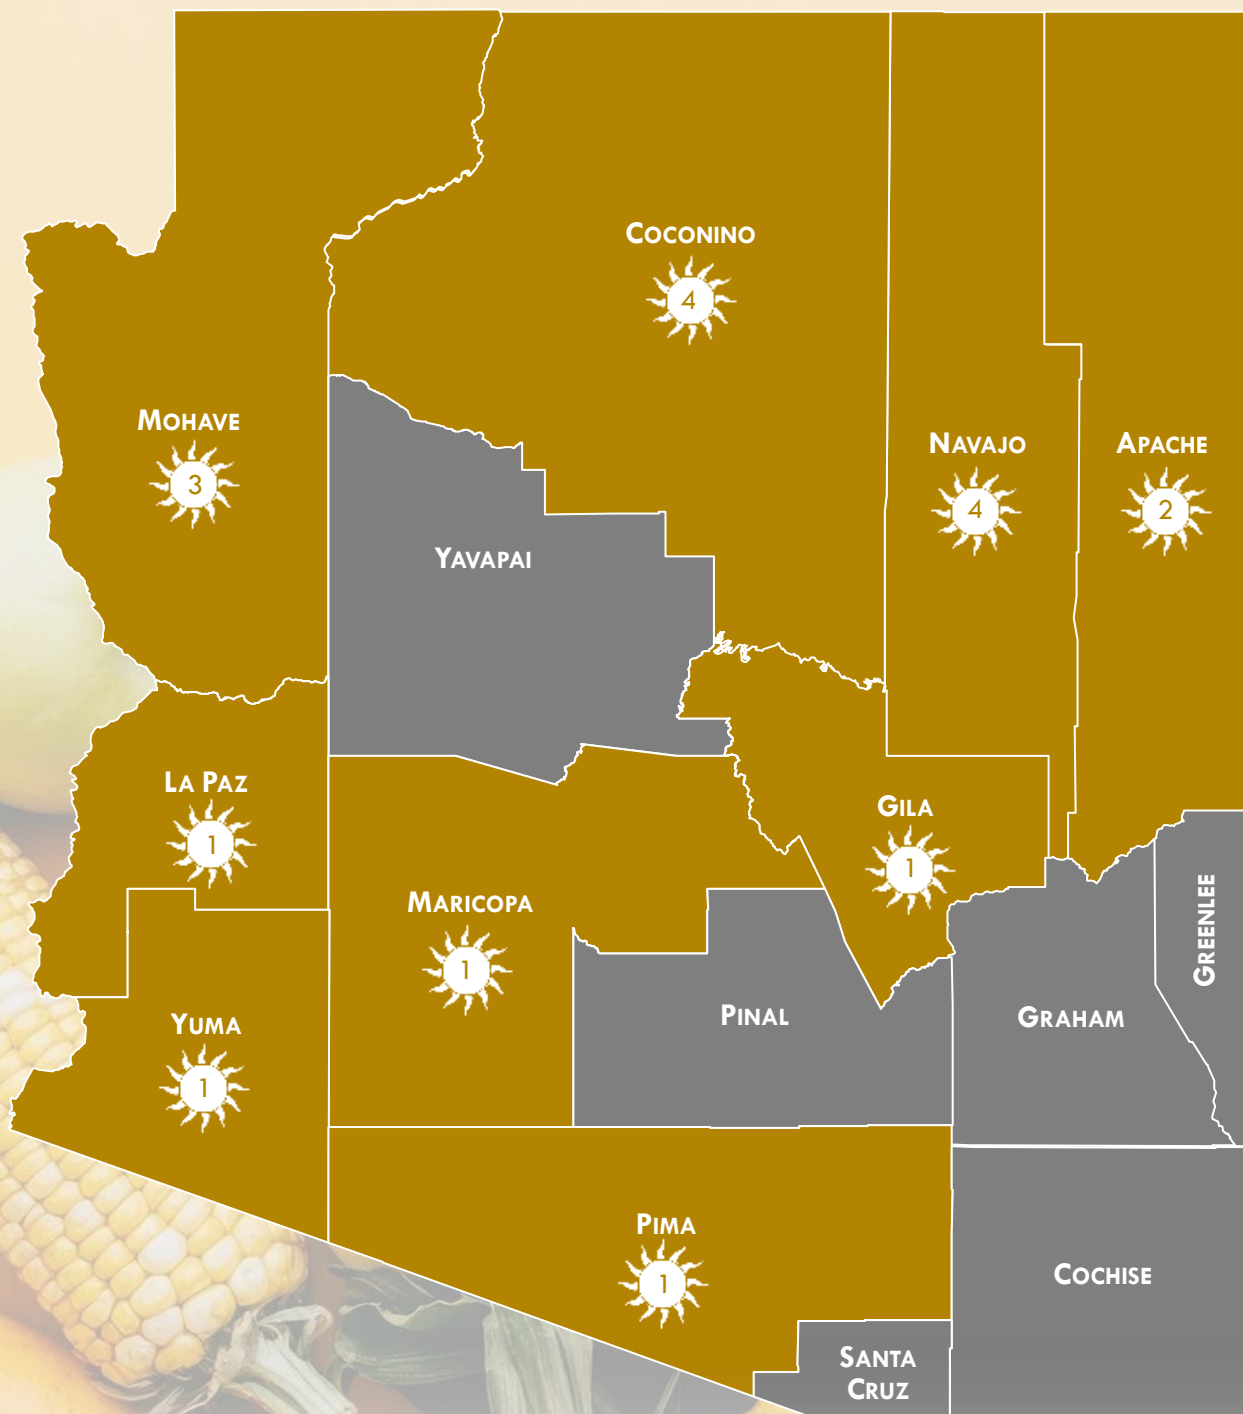 COCONINO
4
MOHAVE
3
NAVAJO
4
APACHE
2
YAVAPAI
LA PAZ
1
GILA
1
MARICOPA
1
GREENLEE
PINAL
GRAHAM
YUMA
1
PIMA
1
COCHISE
SANTA
CRUZ